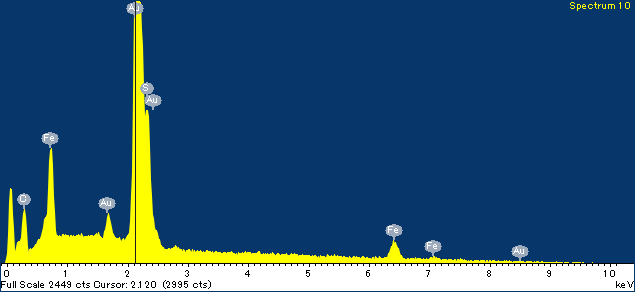 Spectrum 10
Au
S
Au
Fe
Au
Fe
Fe
Au
0 1 2 3 4 5 6 7 8 9 10
Full Scale 2449 cts Cursor: 2.120 (2995 cts) keV